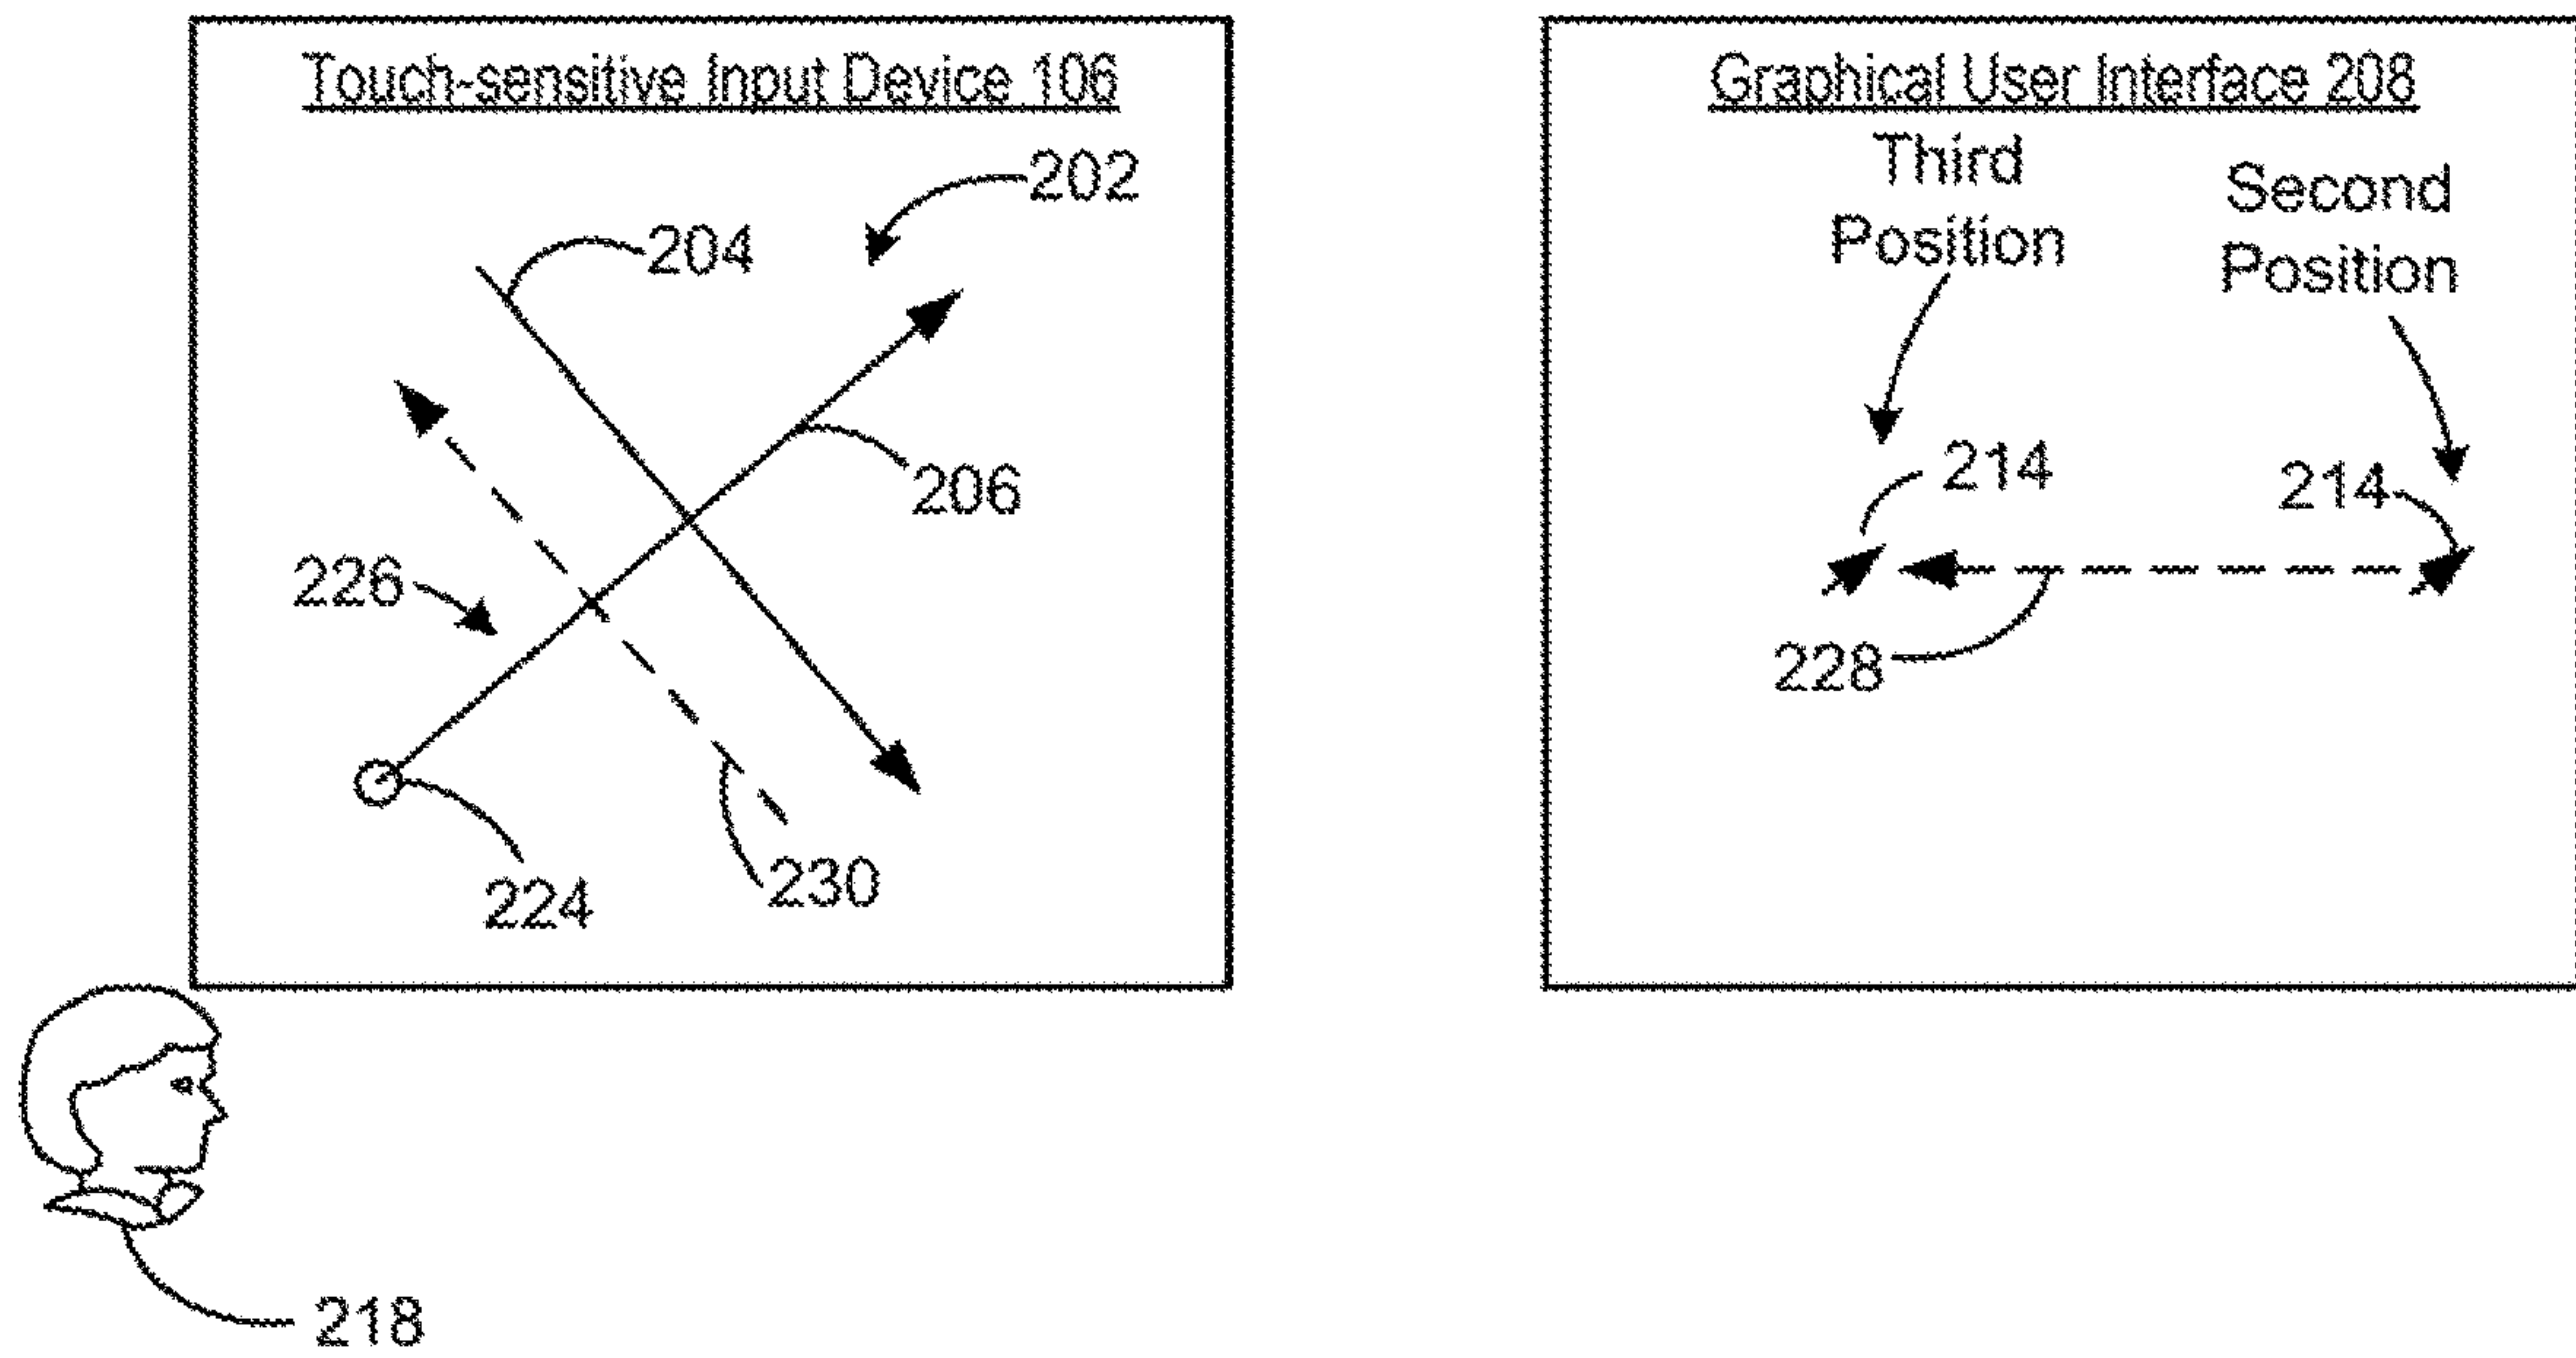 Touch-sensitive Input Device 106
202
204
206
226
230
224
218
Graphical User Interface 208
Third
Position
Second
Position
214
214
228